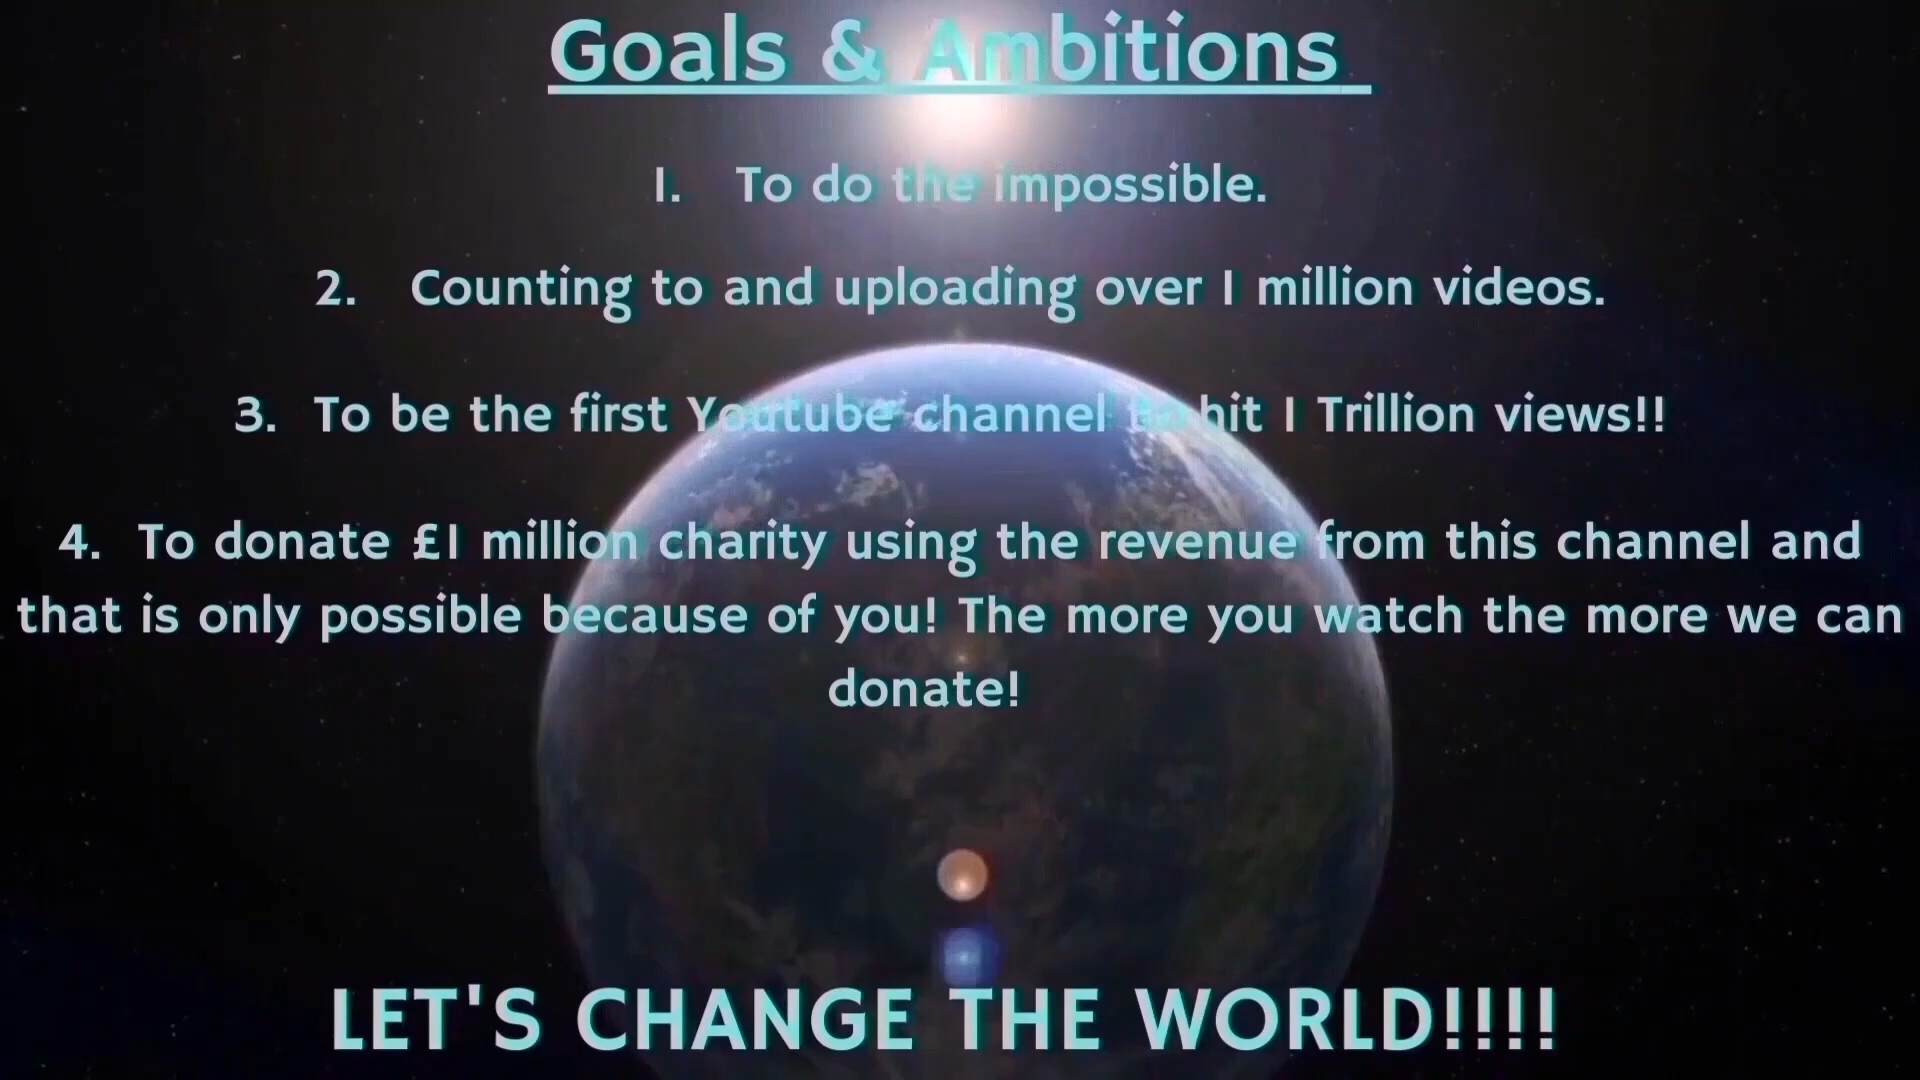 Goals & Ambitions
1. To do the impossible.
2. Counting to and uploading over 1 million videos.
3. To be the first Youtube channel to hit 1 Trillion views!!
4. To donate £1 million charity using the revenue from this channel and
that is only possible because of you! The more you watch the more we can
donate!
LET'S CHANGE THE WORLD!!!!